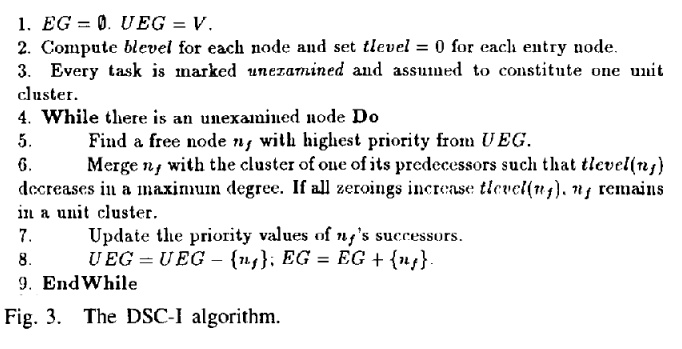 1. EG = ∅. UEG = V.
2. Compute blevel for each node and set tlevel = 0 for each entry node.
3. Every task is marked unexamined and assumed to constitute one unit
cluster.
4. While there is an unexamined node Do
5. Find a free node n_f with highest priority from UEG.
6. Merge n_f with the cluster of one of its predecessors such that tlevel(n_f)
decreases in a maximum degree. If all zeroings increase tlevel(n_f), n_f remains
in a unit cluster.
7. Update the priority values of n_f's successors.
8. UEG = UEG − {n_f}; EG = EG + {n_f}.
9. EndWhile
Fig. 3. The DSC-I algorithm.